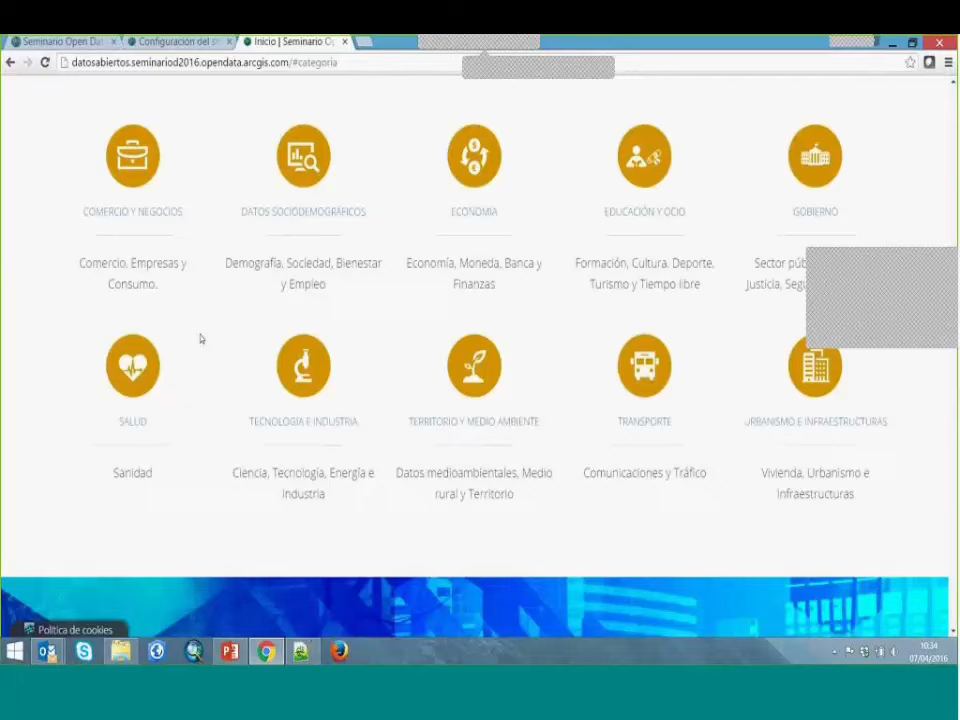 Seminario Open Dat
Configuración del si
Inicio | Seminario Op
datosabiertos.seminariod2016.opendata.arcgis.com/#categoria
COMERCIO Y NEGOCIOS
DATOS SOCIODEMOGRÁFICOS
ECONOMÍA
EDUCACIÓN Y OCIO
GOBIERNO
Comercio, Empresas y
Consumo.
Demografía, Sociedad, Bienestar
y Empleo
Economía, Moneda, Banca y
Finanzas
Formación, Cultura, Deporte,
Turismo y Tiempo libre
Sector púb
Justicia, Segu
SALUD
TECNOLOGÍA E INDUSTRIA
TERRITORIO Y MEDIO AMBIENTE
TRANSPORTE
URBANISMO E INFRAESTRUCTURAS
Sanidad
Ciencia, Tecnología, Energía e
Industria
Datos medioambientales, Medio
rural y Territorio
Comunicaciones y Tráfico
Vivienda, Urbanismo e
Infraestructuras
Política de cookies
10:34
07/04/2016